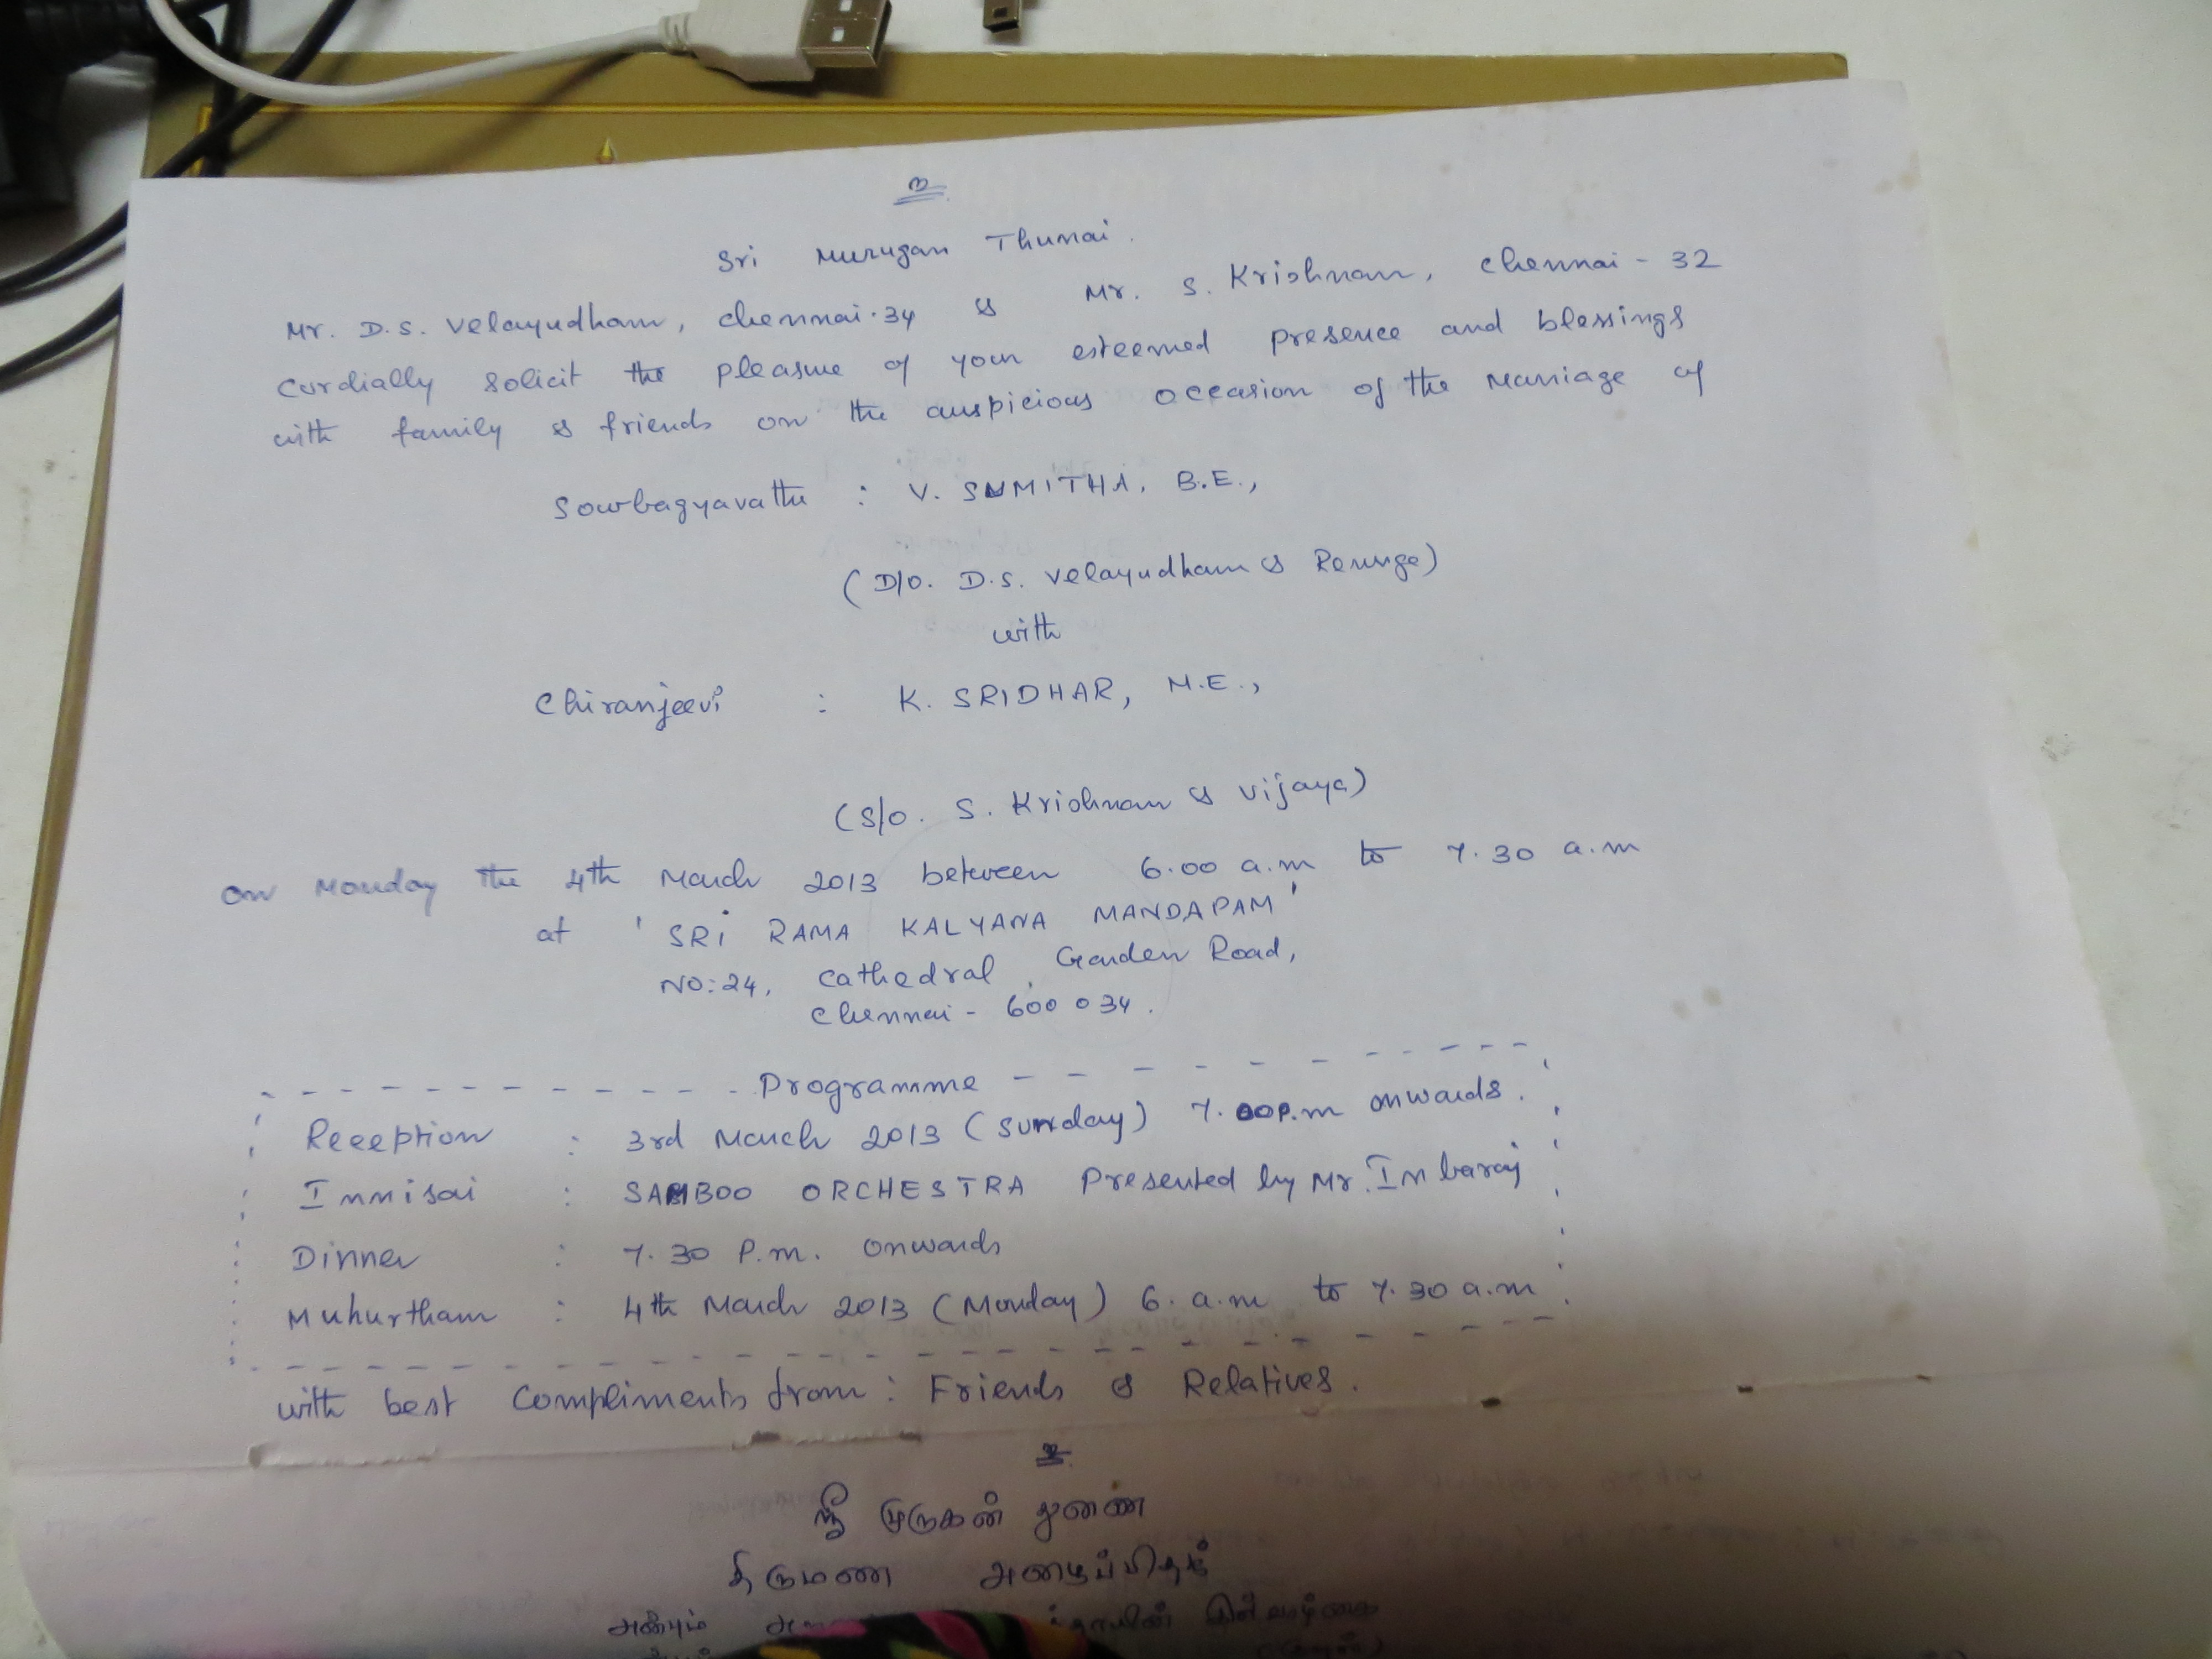 உ
Sri Murugan Thunai.
Mr. D.S. Velayudham, Chennai-34 & Mr. S. Krishnan, Chennai - 32
Cordially solicit the pleasure of your esteemed presence and blessings
with family & friends on the auspicious occasion of the Marriage of
Sowbagyavathi : V. SUMITHA, B.E.,
(D/O. D.S. Velayudham & Renuga)
with
Chiranjeevi : K. SRIDHAR, M.E.,
(S/O. S. Krishnan & Vijaya)
on Monday the 4th March 2013 between 6.00 a.m to 7.30 a.m
at 'SRI RAMA KALYANA MANDAPAM'
NO:24, Cathedral Garden Road,
Chennai - 600 034.
Programme
Reception : 3rd March 2013 (Sunday) 7.00p.m onwards.
Innisai : SAMBOO ORCHESTRA Presented by Mr. Inbaraj
Dinner : 7.30 P.m. onwards
Muhurtham : 4th March 2013 (Monday) 6. a.m to 7.30 a.m
with best Compliments from : Friends & Relatives.
உ
ஸ்ரீ முருகன் துணை
திருமண அழைப்பிதழ்
அன்பும்